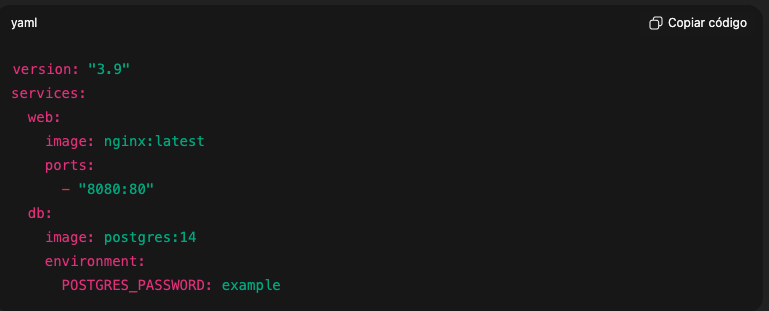 yaml
Copiar código
version: "3.9"
services:
  web:
    image: nginx:latest
    ports:
      - "8080:80"
  db:
    image: postgres:14
    environment:
      POSTGRES_PASSWORD: example